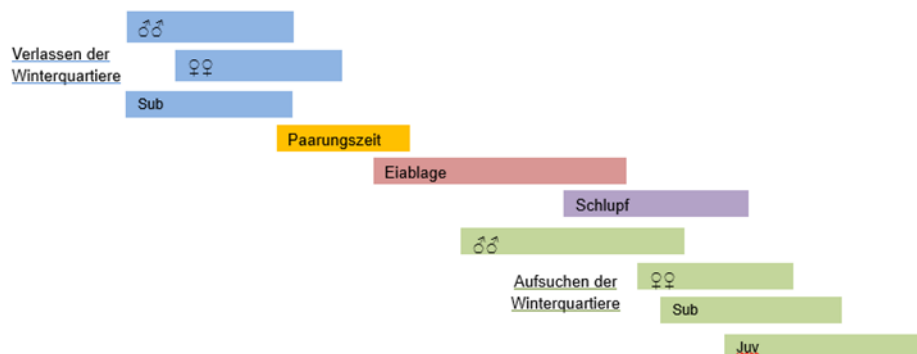 ♂♂
Verlassen der
Winterquartiere
♀♀
Sub
Paarungszeit
Eiablage
Schlupf
♂♂
Aufsuchen der
Winterquartiere
♀♀
Sub
Juv